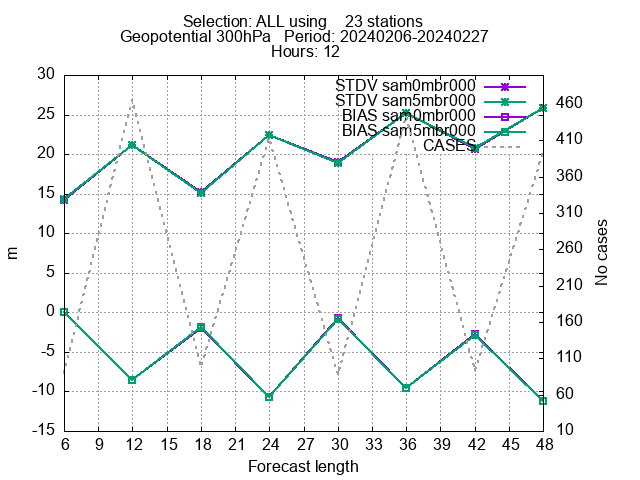 Selection: ALL using    23 stations
Geopotential 300hPa   Period: 20240206-20240227
Hours: 12
STDV sam0mbr000
STDV sam5mbr000
BIAS sam0mbr000
BIAS sam5mbr000
CASES
30
25
20
15
10
5
0
-5
-10
-15
m
460
410
360
310
260
210
160
110
60
10
No cases
6 9 12 15 18 21 24 27 30 33 36 39 42 45 48
Forecast length